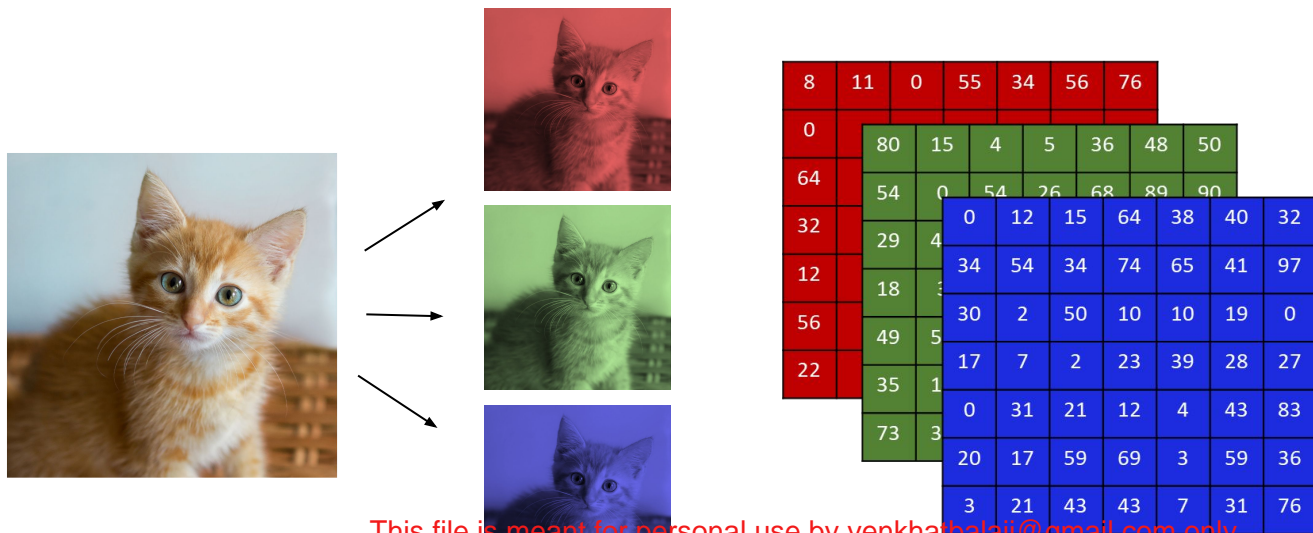 8 11 0 55 34 56 76
0
64
32
12
56
22
80 15 4 5 36 48 50
54 0 54 26 68 89 90
29 4
18
49 5
35 1
73 3
0 12 15 64 38 40 32
34 54 34 74 65 41 97
30 2 50 10 10 19 0
17 7 2 23 39 28 27
0 31 21 12 4 43 83
20 17 59 69 3 59 36
3 21 43 43 7 31 76
This file is meant for personal use by venkhatbalaji@gmail.com only